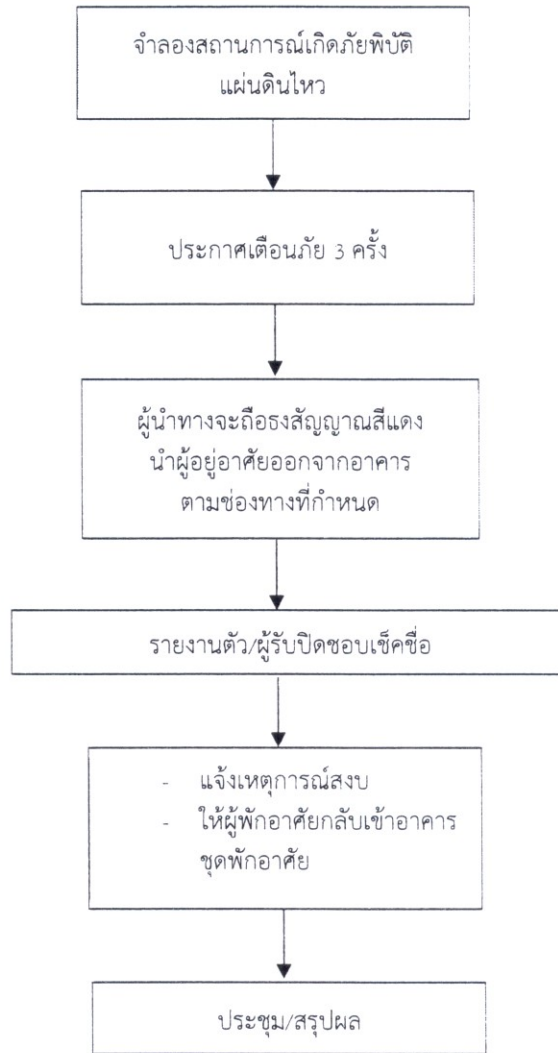 จำลองสถานการณ์เกิดภัยพิบัติ
แผ่นดินไหว
ประกาศเตือนภัย 3 ครั้ง
ผู้นำทางจะถือธงสัญญาณสีแดง
นำผู้อยู่อาศัยออกจากอาคาร
ตามช่องทางที่กำหนด
รายงานตัว/ผู้รับปิดชอบเช็คชื่อ
- แจ้งเหตุการณ์สงบ
- ให้ผู้พักอาศัยกลับเข้าอาคาร
ชุดพักอาศัย
ประชุม/สรุปผล